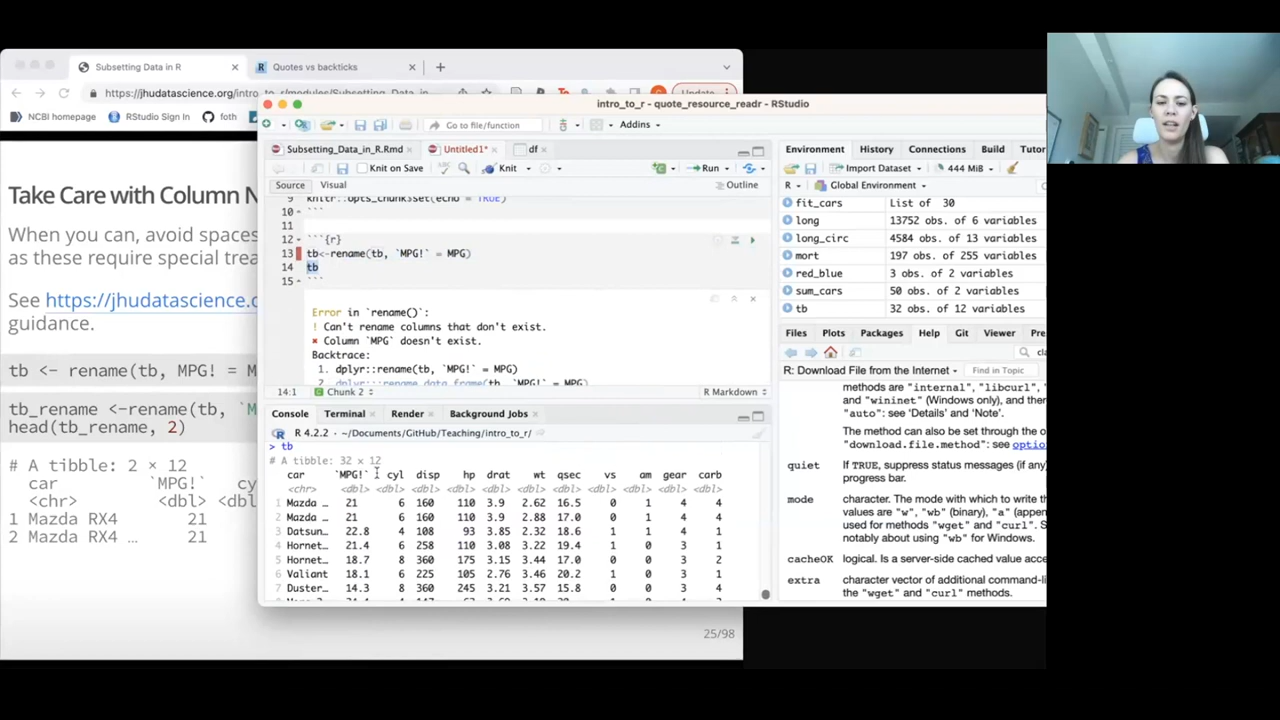 Subsetting Data in R
Quotes vs backticks
https://jhudatascience.org/intro_to_r/modules/Subsetting_Data_in
Update
NCBI homepage
RStudio Sign In
foth
Take Care with Column N
When you can, avoid spaces
as these require special trea
See https://jhudatascience.c
guidance.
tb <- rename(tb, MPG! = M
tb_rename <-rename(tb, `M
head(tb_rename, 2)
# A tibble: 2 × 12
car `MPG!` cy
<chr> <dbl> <db
1 Mazda RX4 21
2 Mazda RX4 … 21
25/98
intro_to_r - quote_resource_readr - RStudio
Go to file/function
Addins
Subsetting_Data_in_R.Rmd
Untitled1*
df
Knit on Save
Knit
Run
Source
Visual
Outline
9 knitr::opts_chunk$set(echo = TRUE)
10 ```
11
12 ```{r}
13 tb<-rename(tb, `MPG!` = MPG)
14 tb
15 ```
Error in `rename()`:
! Can't rename columns that don't exist.
✖ Column `MPG` doesn't exist.
Backtrace:
1. dplyr::rename(tb, `MPG!` = MPG)
2. dplyr:::rename.data.frame(tb, `MPG!` = MPG)
14:1
Chunk 2
R Markdown
Console
Terminal
Render
Background Jobs
R 4.2.2 · ~/Documents/GitHub/Teaching/intro_to_r/
> tb
# A tibble: 32 × 12
car `MPG!` cyl disp hp drat wt qsec vs am gear carb
<chr> <dbl> <dbl> <dbl> <dbl> <dbl> <dbl> <dbl> <dbl> <dbl> <dbl> <dbl>
1 Mazda … 21 6 160 110 3.9 2.62 16.5 0 1 4 4
2 Mazda … 21 6 160 110 3.9 2.88 17.0 0 1 4 4
3 Datsun… 22.8 4 108 93 3.85 2.32 18.6 1 1 4 1
4 Hornet… 21.4 6 258 110 3.08 3.22 19.4 1 0 3 1
5 Hornet… 18.7 8 360 175 3.15 3.44 17.0 0 0 3 2
6 Valiant 18.1 6 225 105 2.76 3.46 20.2 1 0 3 1
7 Duster… 14.3 8 360 245 3.21 3.57 15.8 0 0 3 4
Environment
History
Connections
Build
Tutor
Import Dataset
444 MiB
R
Global Environment
fit_cars List of 30
long 13752 obs. of 6 variables
long_circ 4584 obs. of 13 variables
mort 197 obs. of 255 variables
red_blue 3 obs. of 2 variables
sum_cars 50 obs. of 2 variables
tb 32 obs. of 12 variables
Files
Plots
Packages
Help
Git
Viewer
Pre
R: Download File from the Internet
Find in Topic
methods are "internal", "libcurl", "
and "wininet" (Windows only), and ther
"auto": see 'Details' and 'Note'.
The method can also be set through the o
"download.file.method": see optio
quiet If TRUE, suppress status messages (if any)
progress bar.
mode character. The mode with which to write th
values are "w", "wb" (binary), "a" (appen
used for methods "wget" and "curl". S
notably about using "wb" for Windows.
cacheOK logical. Is a server-side cached value acce
extra character vector of additional command-li
the "wget" and "curl" methods.